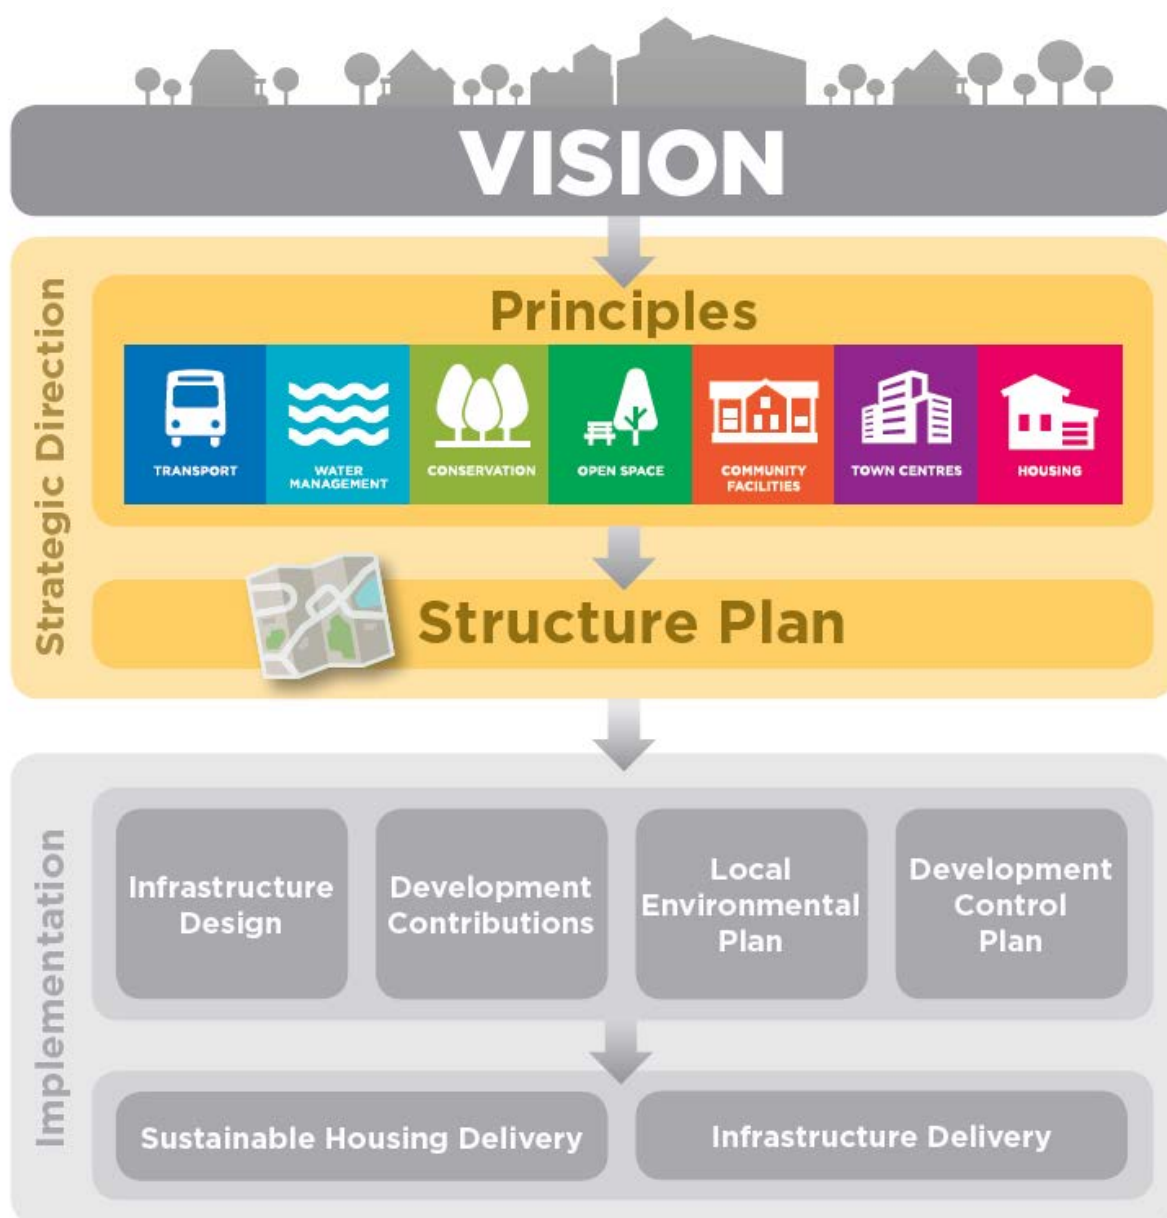 VISION
Strategic Direction
Principles
TRANSPORT
WATER
MANAGEMENT
CONSERVATION
OPEN SPACE
COMMUNITY
FACILITIES
TOWN CENTRES
HOUSING
Structure Plan
Implementation
Infrastructure
Design
Development
Contributions
Local
Environmental
Plan
Development
Control
Plan
Sustainable Housing Delivery
Infrastructure Delivery